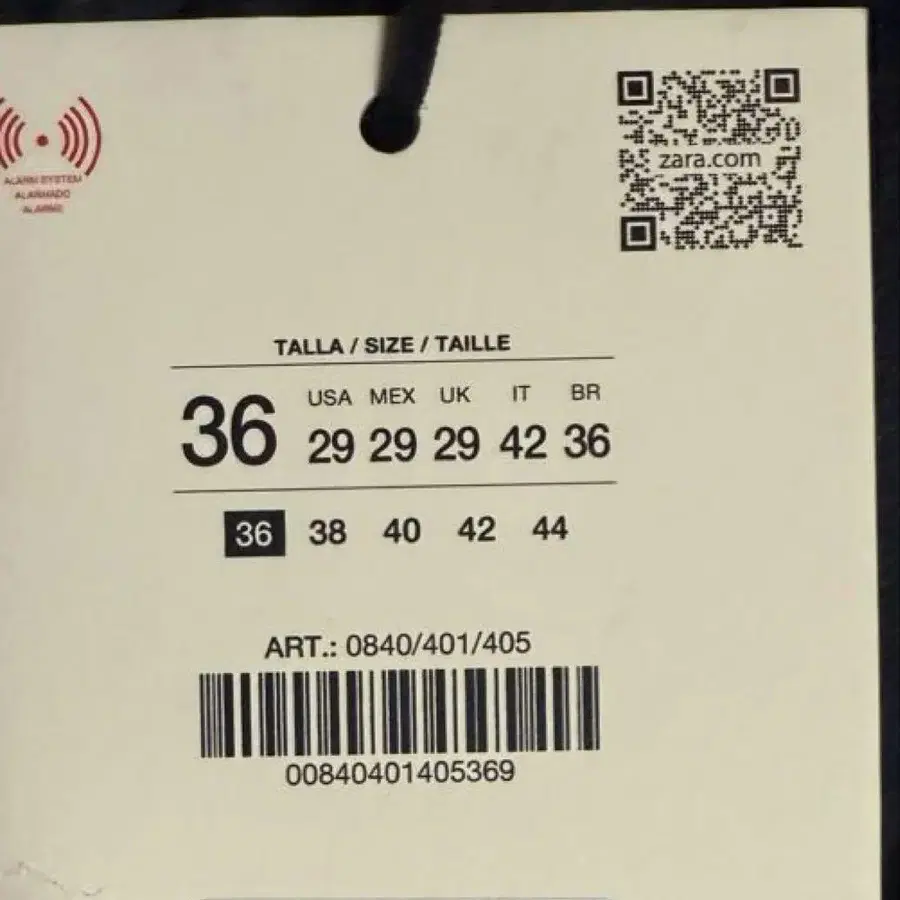 ALARM SYSTEM
ALARMADO
ALARME
zara.com
TALLA / SIZE / TAILLE
USA MEX UK IT BR
36 29 29 29 42 36
36 38 40 42 44
ART.: 0840/401/405
00840401405369